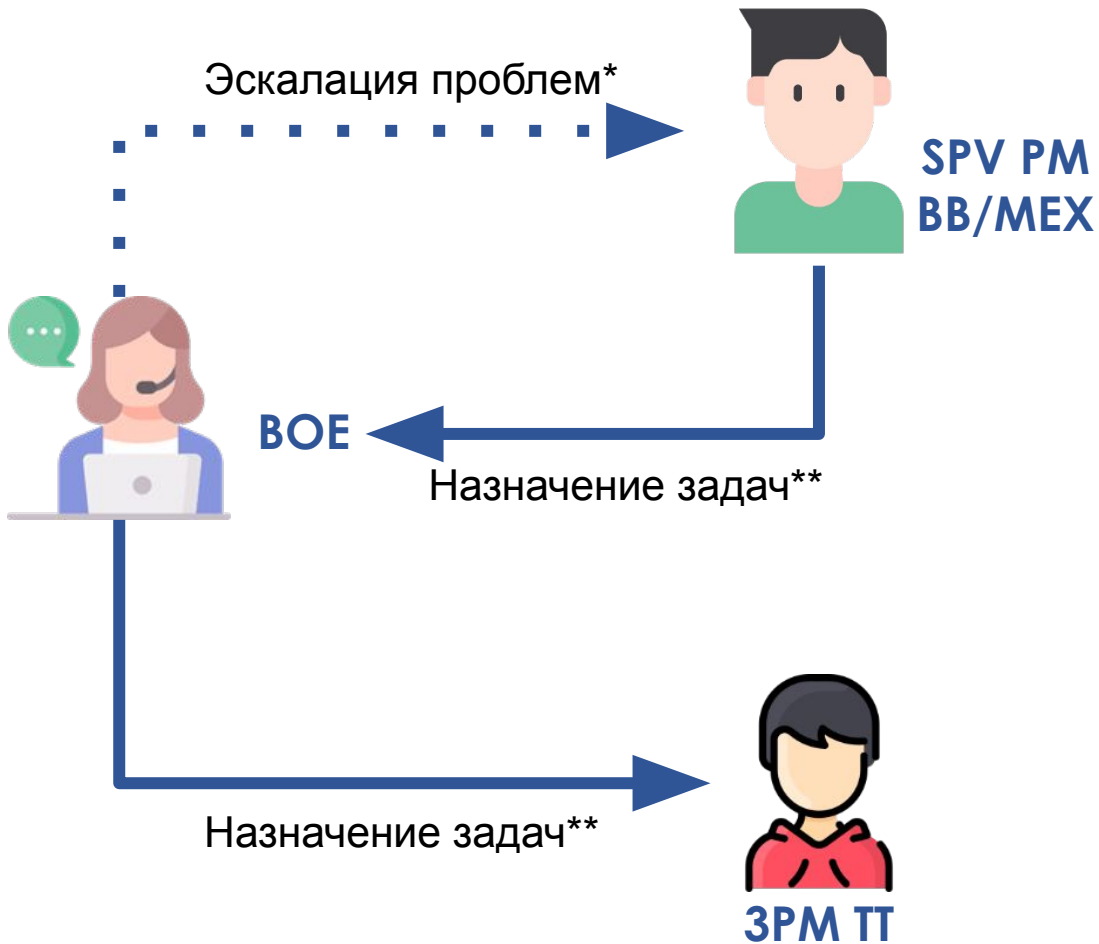 Эскалация проблем*
SPV PM
BB/MEX
BOE
Назначение задач**
Назначение задач**
3PM TT